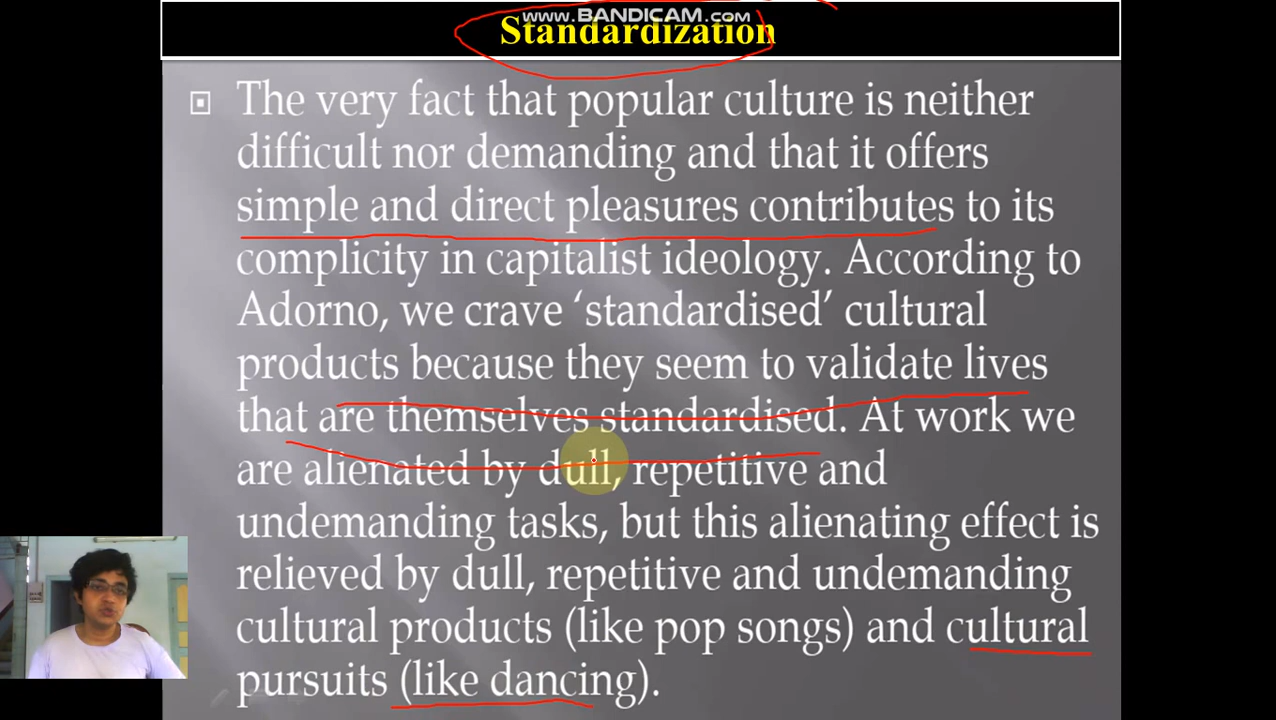 www.BANDICAM.com
Standardization
The very fact that popular culture is neither
difficult nor demanding and that it offers
simple and direct pleasures contributes to its
complicity in capitalist ideology. According to
Adorno, we crave ‘standardised’ cultural
products because they seem to validate lives
that are themselves standardised. At work we
are alienated by dull, repetitive and
undemanding tasks, but this alienating effect is
relieved by dull, repetitive and undemanding
cultural products (like pop songs) and cultural
pursuits (like dancing).